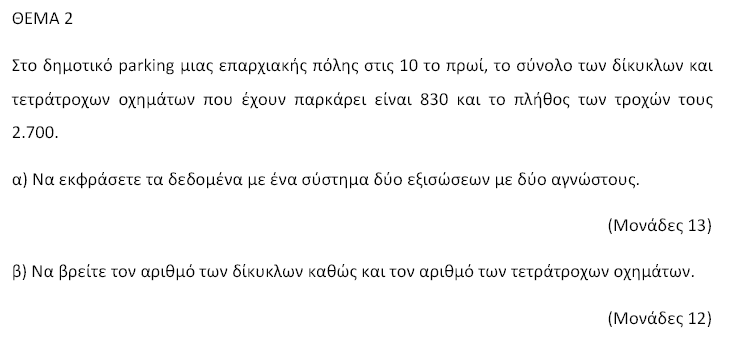 ΘΕΜΑ 2
Στο δημοτικό parking μιας επαρχιακής πόλης στις 10 το πρωί, το σύνολο των δίκυκλων και
τετράτροχων οχημάτων που έχουν παρκάρει είναι 830 και το πλήθος των τροχών τους
2.700.
α) Να εκφράσετε τα δεδομένα με ένα σύστημα δύο εξισώσεων με δύο αγνώστους.
(Μονάδες 13)
β) Να βρείτε τον αριθμό των δίκυκλων καθώς και τον αριθμό των τετράτροχων οχημάτων.
(Μονάδες 12)